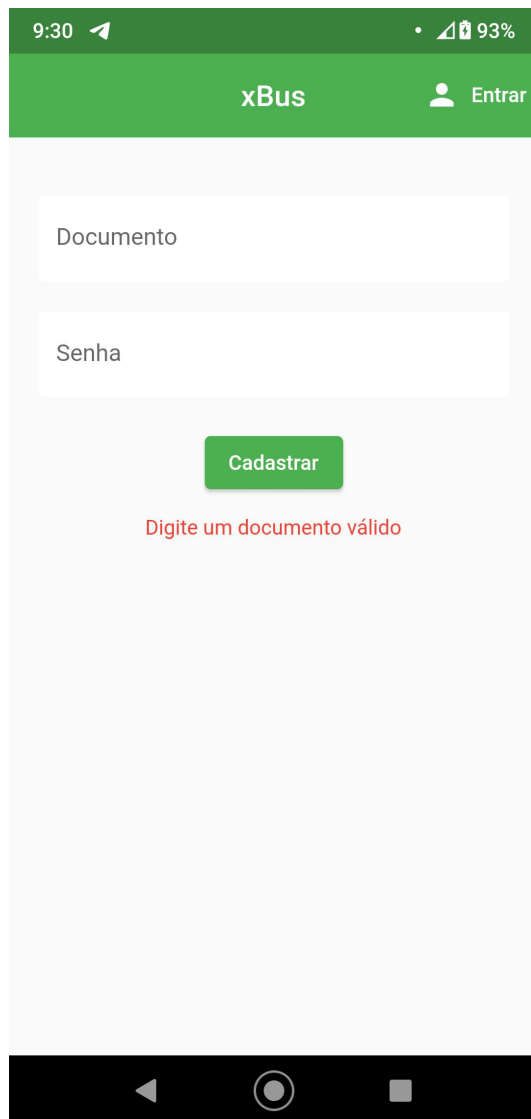 9:30 93%
xBus Entrar
Documento
Senha
Cadastrar
Digite um documento válido